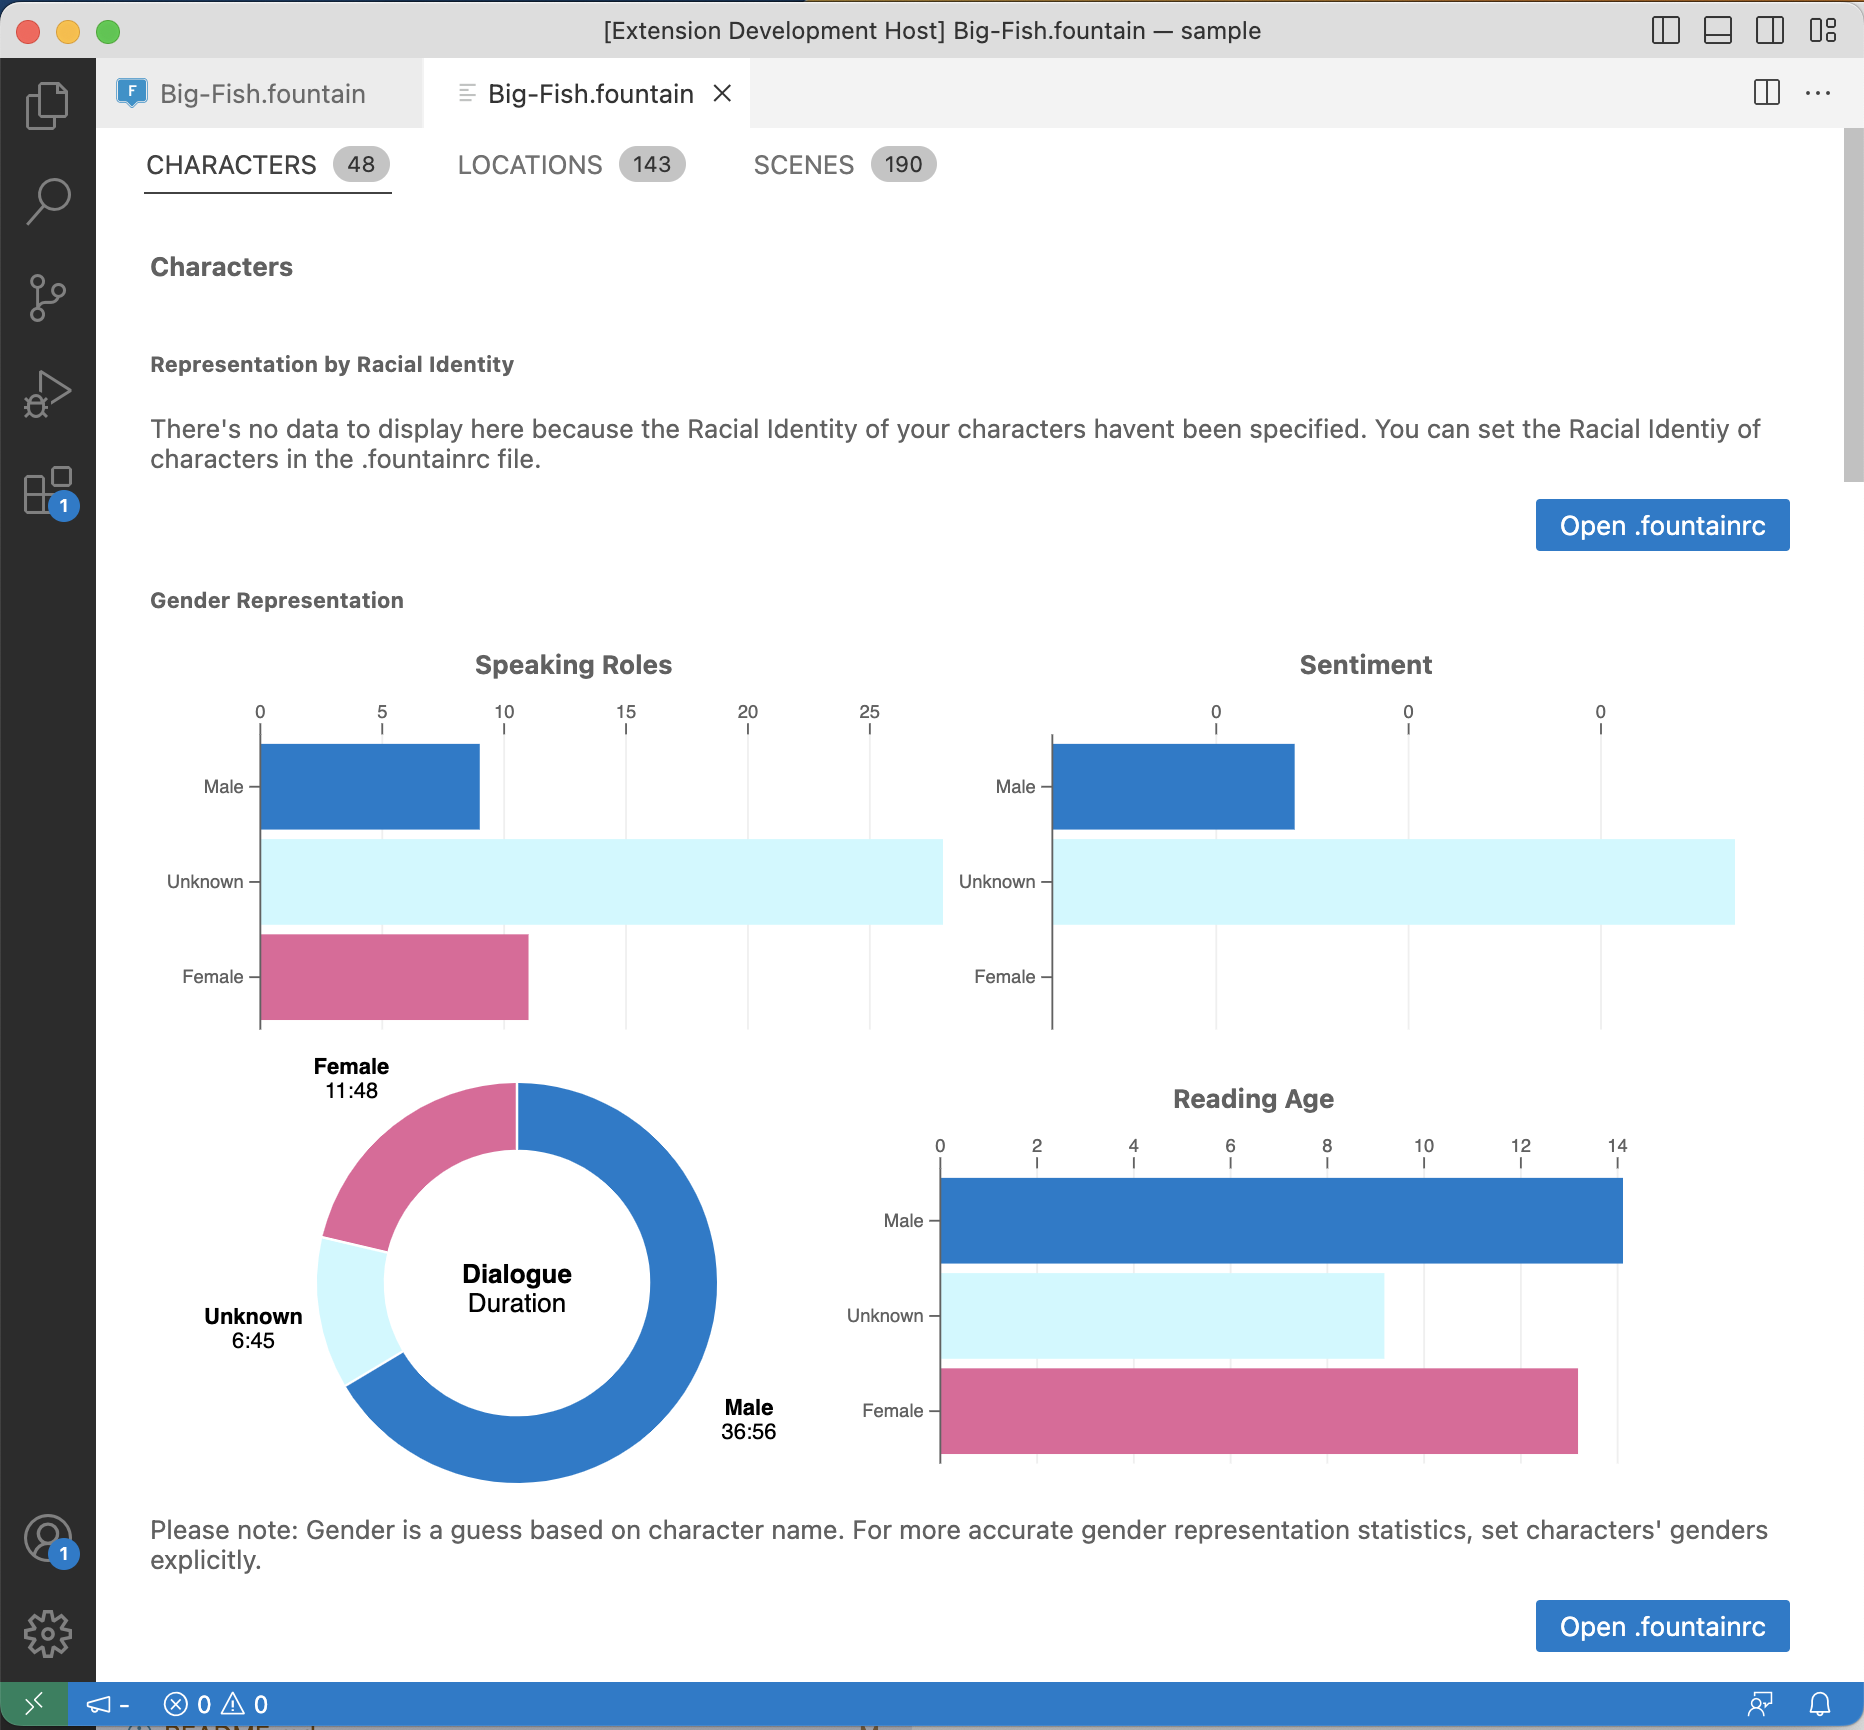 [Extension Development Host] Big-Fish.fountain — sample
F Big-Fish.fountain
Big-Fish.fountain
CHARACTERS 48
LOCATIONS 143
SCENES 190
Characters
Representation by Racial Identity
There's no data to display here because the Racial Identity of your characters havent been specified. You can set the Racial Identiy of
characters in the .fountainrc file.
1
Open .fountainrc
Gender Representation
Speaking Roles
0 5 10 15 20 25
Male
Unknown
Female
Sentiment
0 0 0
Male
Unknown
Female
Female
11:48
Unknown
6:45
Dialogue
Duration
Male
36:56
Reading Age
0 2 4 6 8 10 12 14
Male
Unknown
Female
Please note: Gender is a guess based on character name. For more accurate gender representation statistics, set characters' genders
explicitly.
1
Open .fountainrc
- 0 0